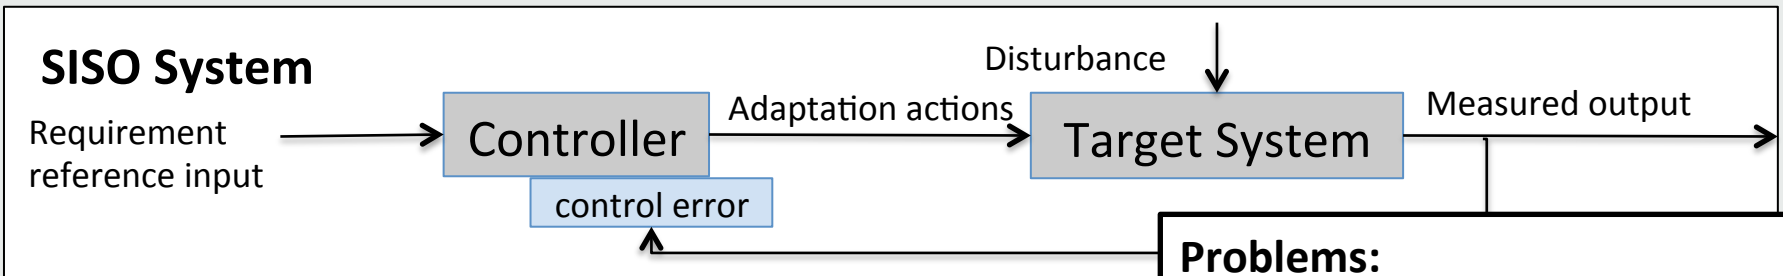 SISO System
Disturbance
Requirement
reference input
Controller
Adaptation actions
Target System
Measured output
control error
Problems: